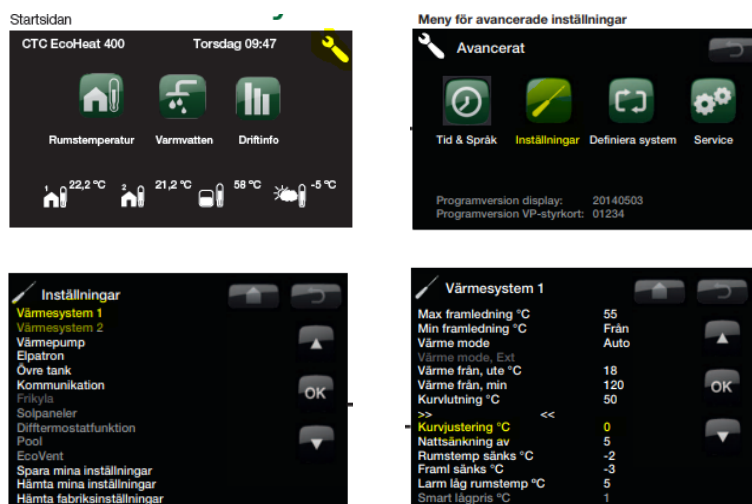 Startsidan
CTC EcoHeat 400 Torsdag 09:47
Rumstemperatur Varmvatten Driftinfo
1 22,2 °C 2 21,2 °C 58 °C -5 °C
Meny för avancerade inställningar
Avancerat
Tid & Språk Inställningar Definiera system Service
Programversion display: 20140503
Programversion VP-styrkort: 01234
Inställningar
Värmesystem 1
Värmesystem 2
Värmepump
Elpatron
Övre tank
Kommunikation
Frikyla
Solpaneler
Difftermostatfunktion
Pool
EcoVent
Spara mina inställningar
Hämta mina inställningar
Hämta fabriksinställningar
OK
Värmesystem 1
Max framledning °C 55
Min framledning °C Från
Värme mode Auto
Värme mode, Ext
Värme från, ute °C 18
Värme från, min 120
Kurvlutning °C 50
>> <<
Kurvjustering °C 0
Nattsänkning av 5
Rumstemp sänks °C -2
Framl sänks °C -3
Larm låg rumstemp °C 5
Smart lågpris °C 1
OK